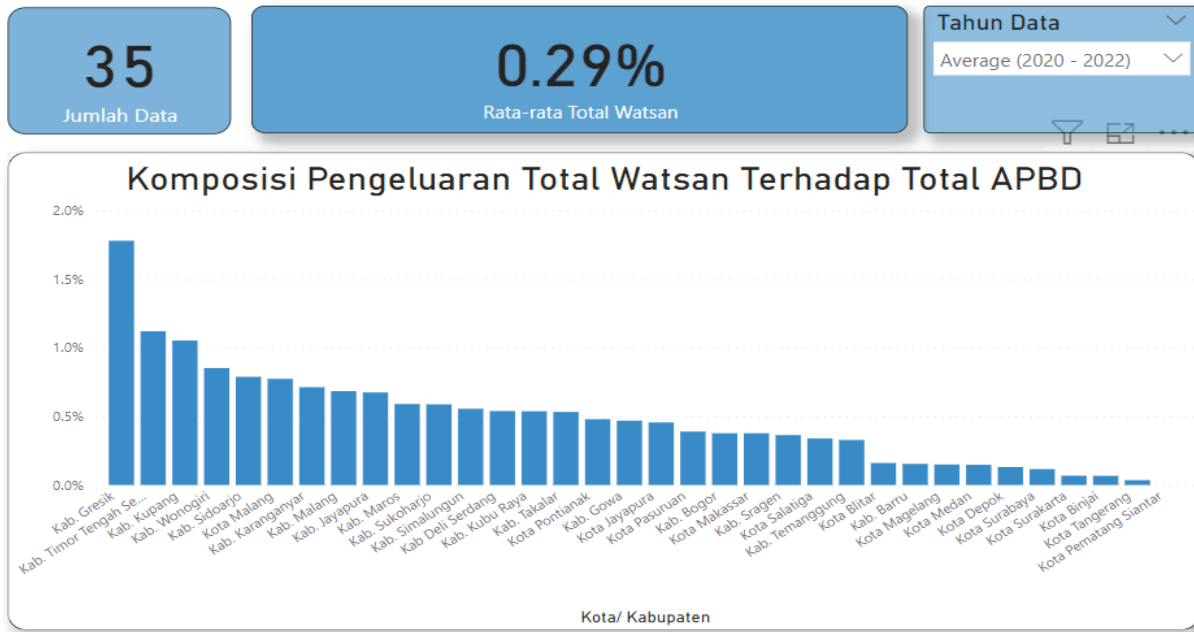 35
Jumlah Data
0.29%
Rata-rata Total Watsan
Tahun Data
Average (2020 - 2022)
Komposisi Pengeluaran Total Watsan Terhadap Total APBD
2.0%
1.5%
1.0%
0.5%
0.0%
Kab. Gresik
Kab. Timor Tengah Se...
Kab. Kupang
Kab. Wonogiri
Kab. Sidoarjo
Kota Malang
Kab. Karanganyar
Kab. Malang
Kab. Jayapura
Kab. Maros
Kab. Sukoharjo
Kab. Simalungun
Kab Deli Serdang
Kab. Kubu Raya
Kab. Takalar
Kota Pontianak
Kab. Gowa
Kota Jayapura
Kota Pasuruan
Kab. Bogor
Kota Makassar
Kab. Sragen
Kota Salatiga
Kab. Temanggung
Kota Blitar
Kab. Barru
Kota Magelang
Kota Medan
Kota Depok
Kota Surabaya
Kota Surakarta
Kota Binjai
Kota Tangerang
Kota Pematang Siantar
Kota/ Kabupaten